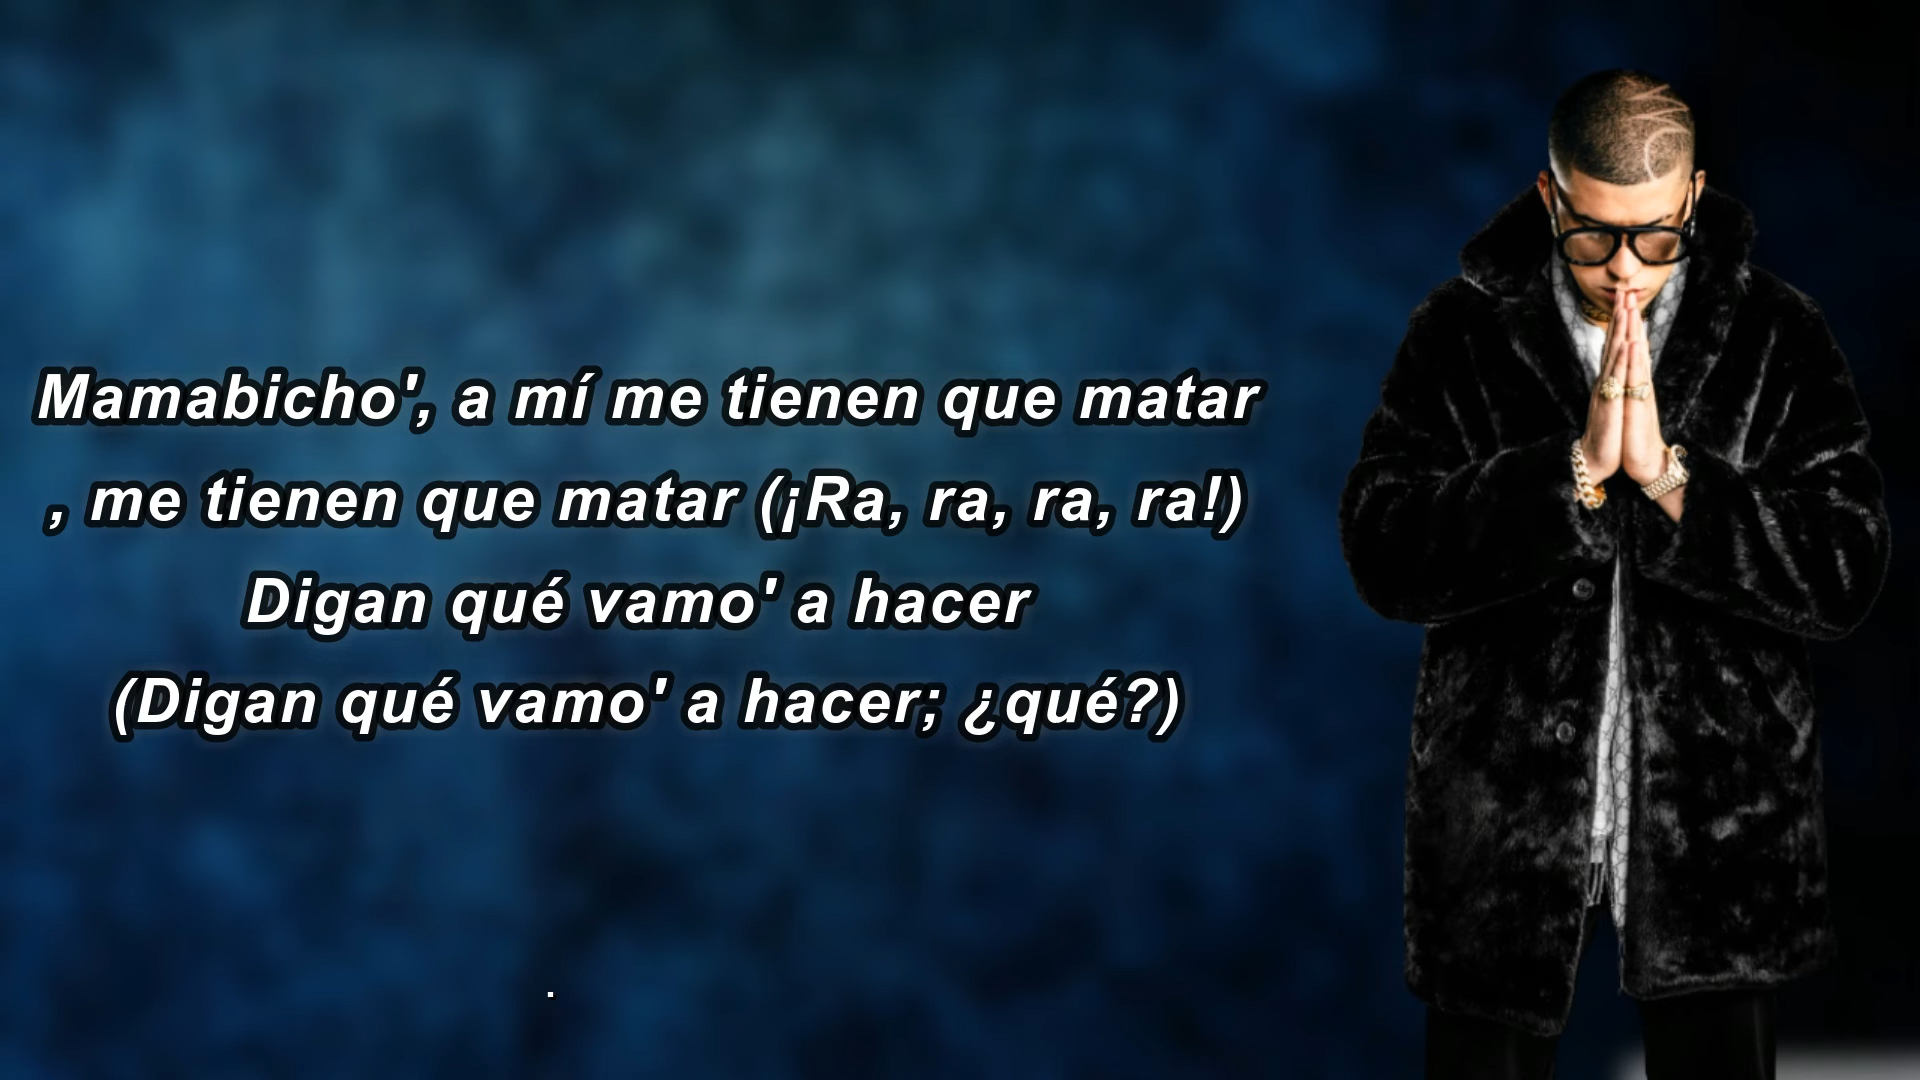 Mamabicho', a mí me tienen que matar
, me tienen que matar (¡Ra, ra, ra, ra!)
Digan qué vamo' a hacer
(Digan qué vamo' a hacer; ¿qué?)
.